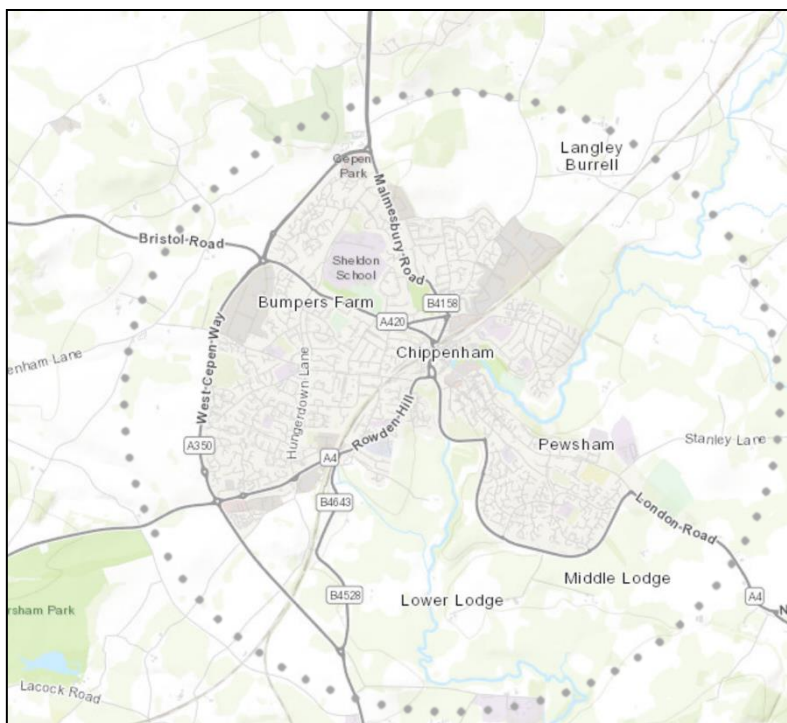 Langley
Burrell
Cepen
Park
Malmesbury Road
Bristol Road
Sheldon
School
Bumpers Farm
B4158
A420
West Cepen Way
enham Lane
Chippenham
Hungerdown Lane
Rowden Hill
Pewsham
Stanley Lane
A350
A4
B4643
London Road
Middle Lodge
B4528
Lower Lodge
A4
N
rsham Park
Lacock Road